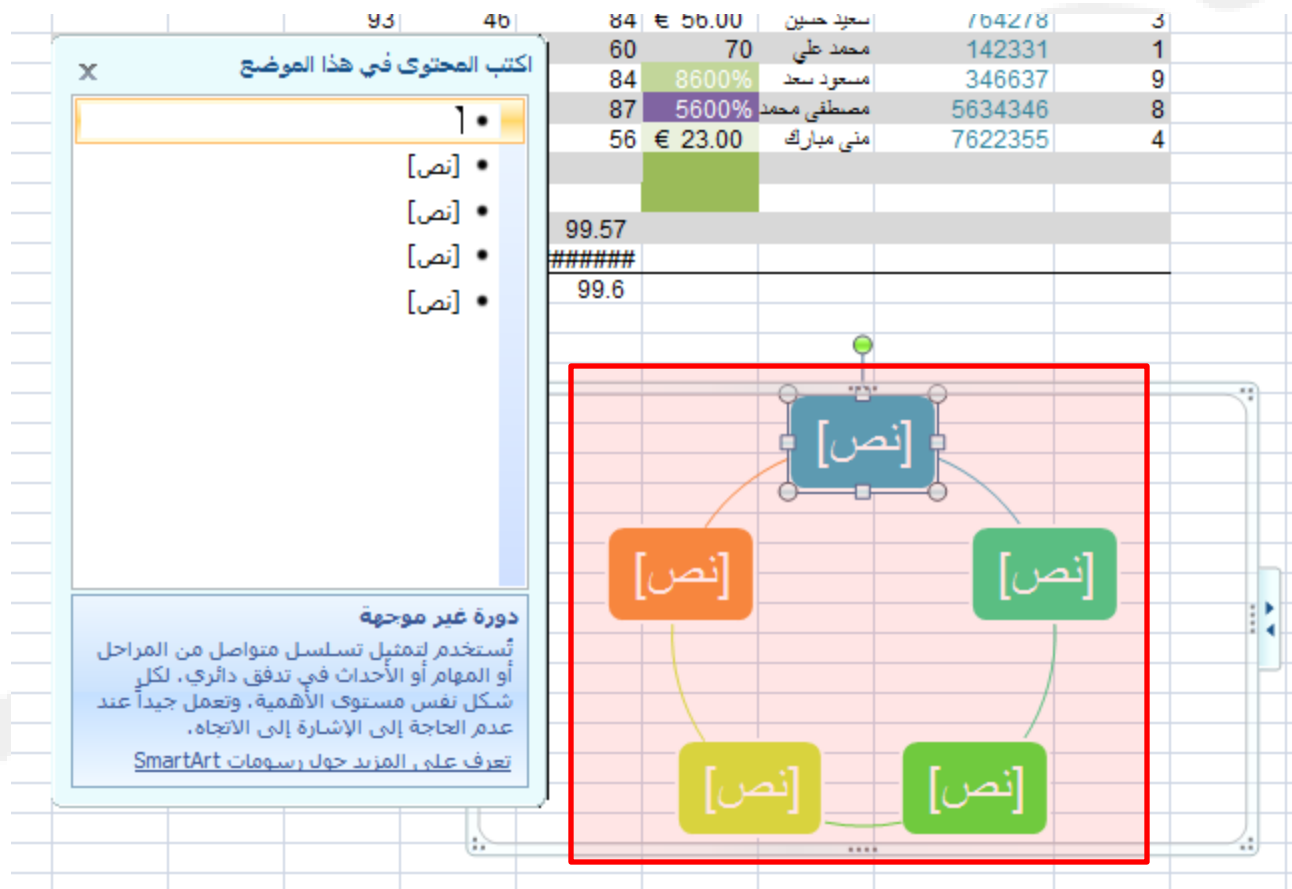 3 764278 سعيد حسين € 56.00 84 46 93
1 142331 محمد علي 70 60
9 346637 مسعود سعد 8600% 84
8 5634346 مصطفى محمد 5600% 87
4 7622355 منى مبارك € 23.00 56
99.57
######
99.6
اكتب المحتوى في هذا الموضع
[نص]
[نص]
[نص]
[نص]
دورة غير موجهة
تُستخدم لتمثيل تسلسل متواصل من المراحل
أو المهام أو الأحداث في تدفق دائري. لكل
شكل نفس مستوى الأهمية. وتعمل جيداً عند
عدم الحاجة إلى الإشارة إلى الاتجاه.
تعرف على المزيد حول رسومات SmartArt
[نص]
[نص]
[نص]
[نص]
[نص]